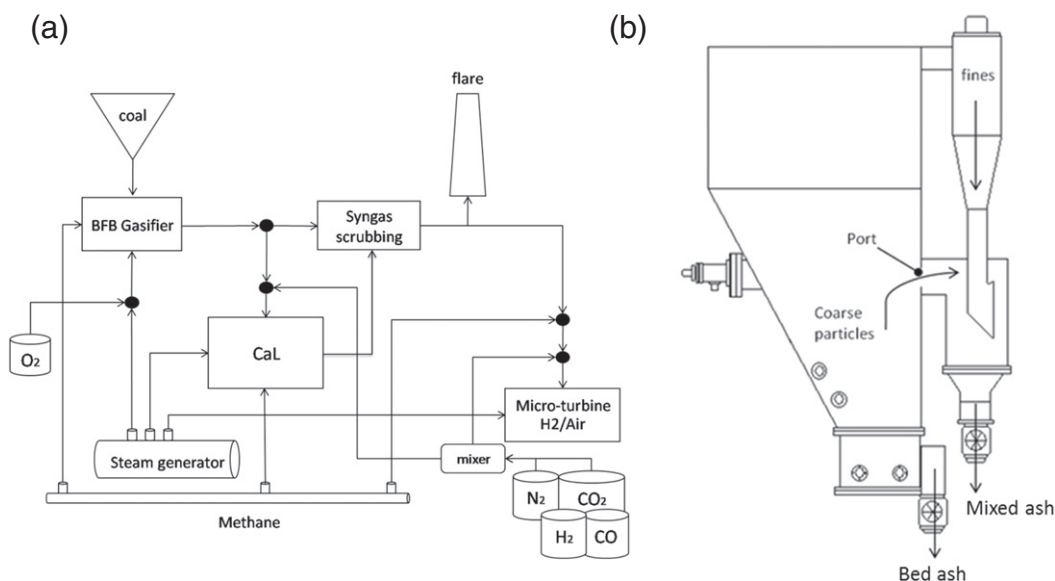 (a)
coal
flare
BFB Gasifier
Syngas
scrubbing
O2
CaL
Steam generator
Micro-turbine
H2/Air
mixer
N2
CO2
H2
CO
Methane
(b)
fines
Port
Coarse
particles
Mixed ash
Bed ash